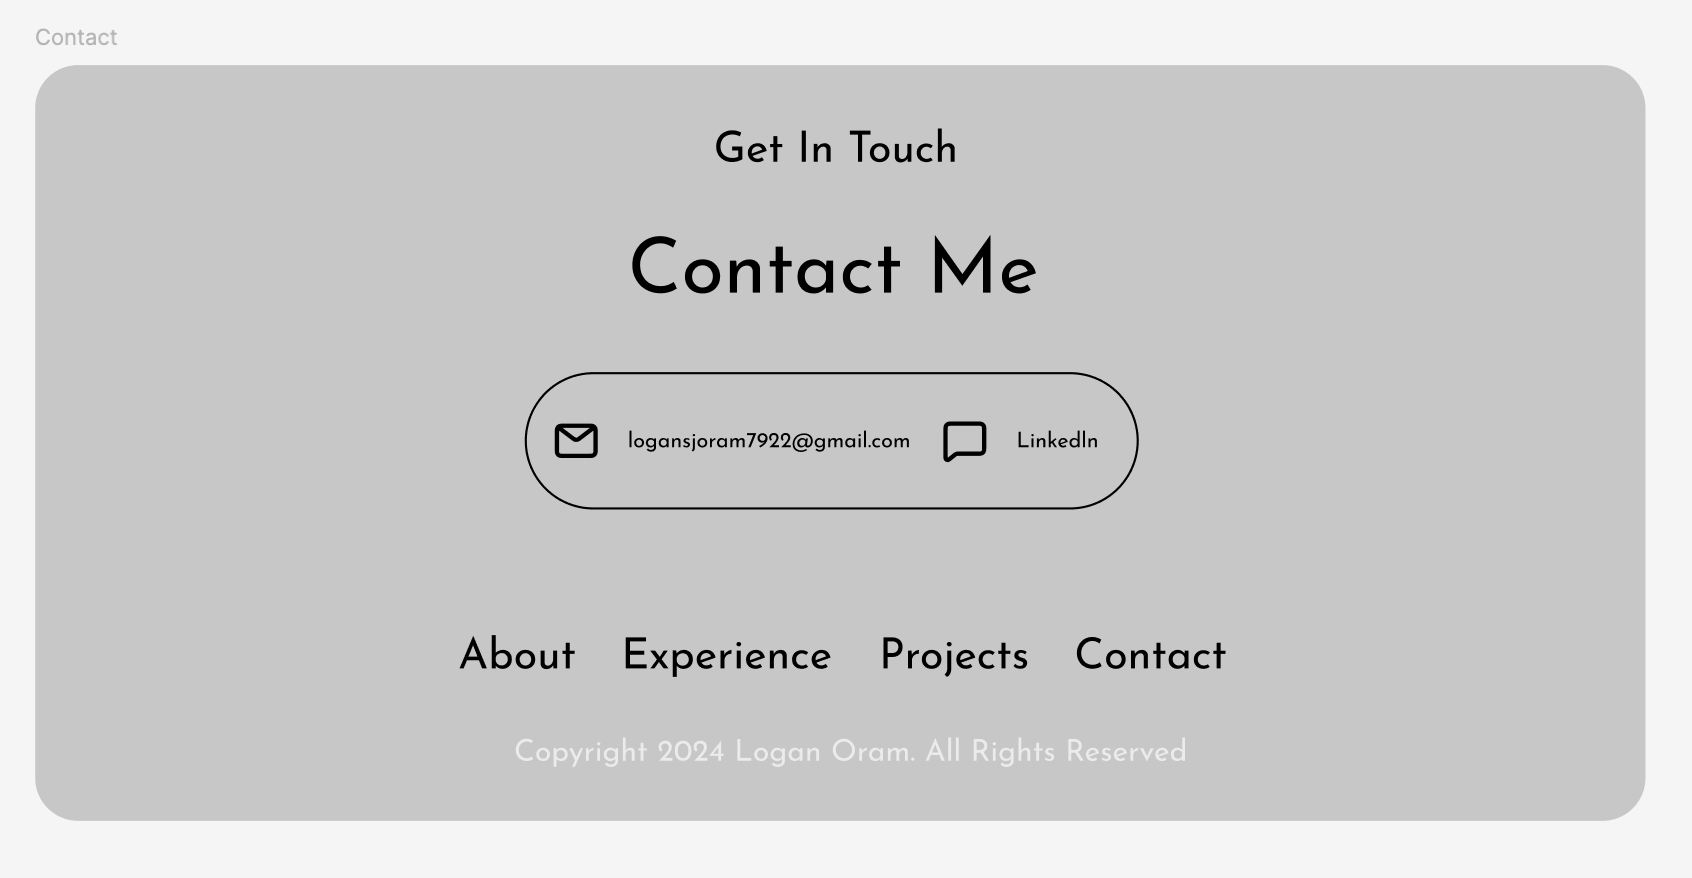 Contact
Get In Touch
Contact Me
logansjoram7922@gmail.com LinkedIn
About Experience Projects Contact
Copyright 2024 Logan Oram. All Rights Reserved